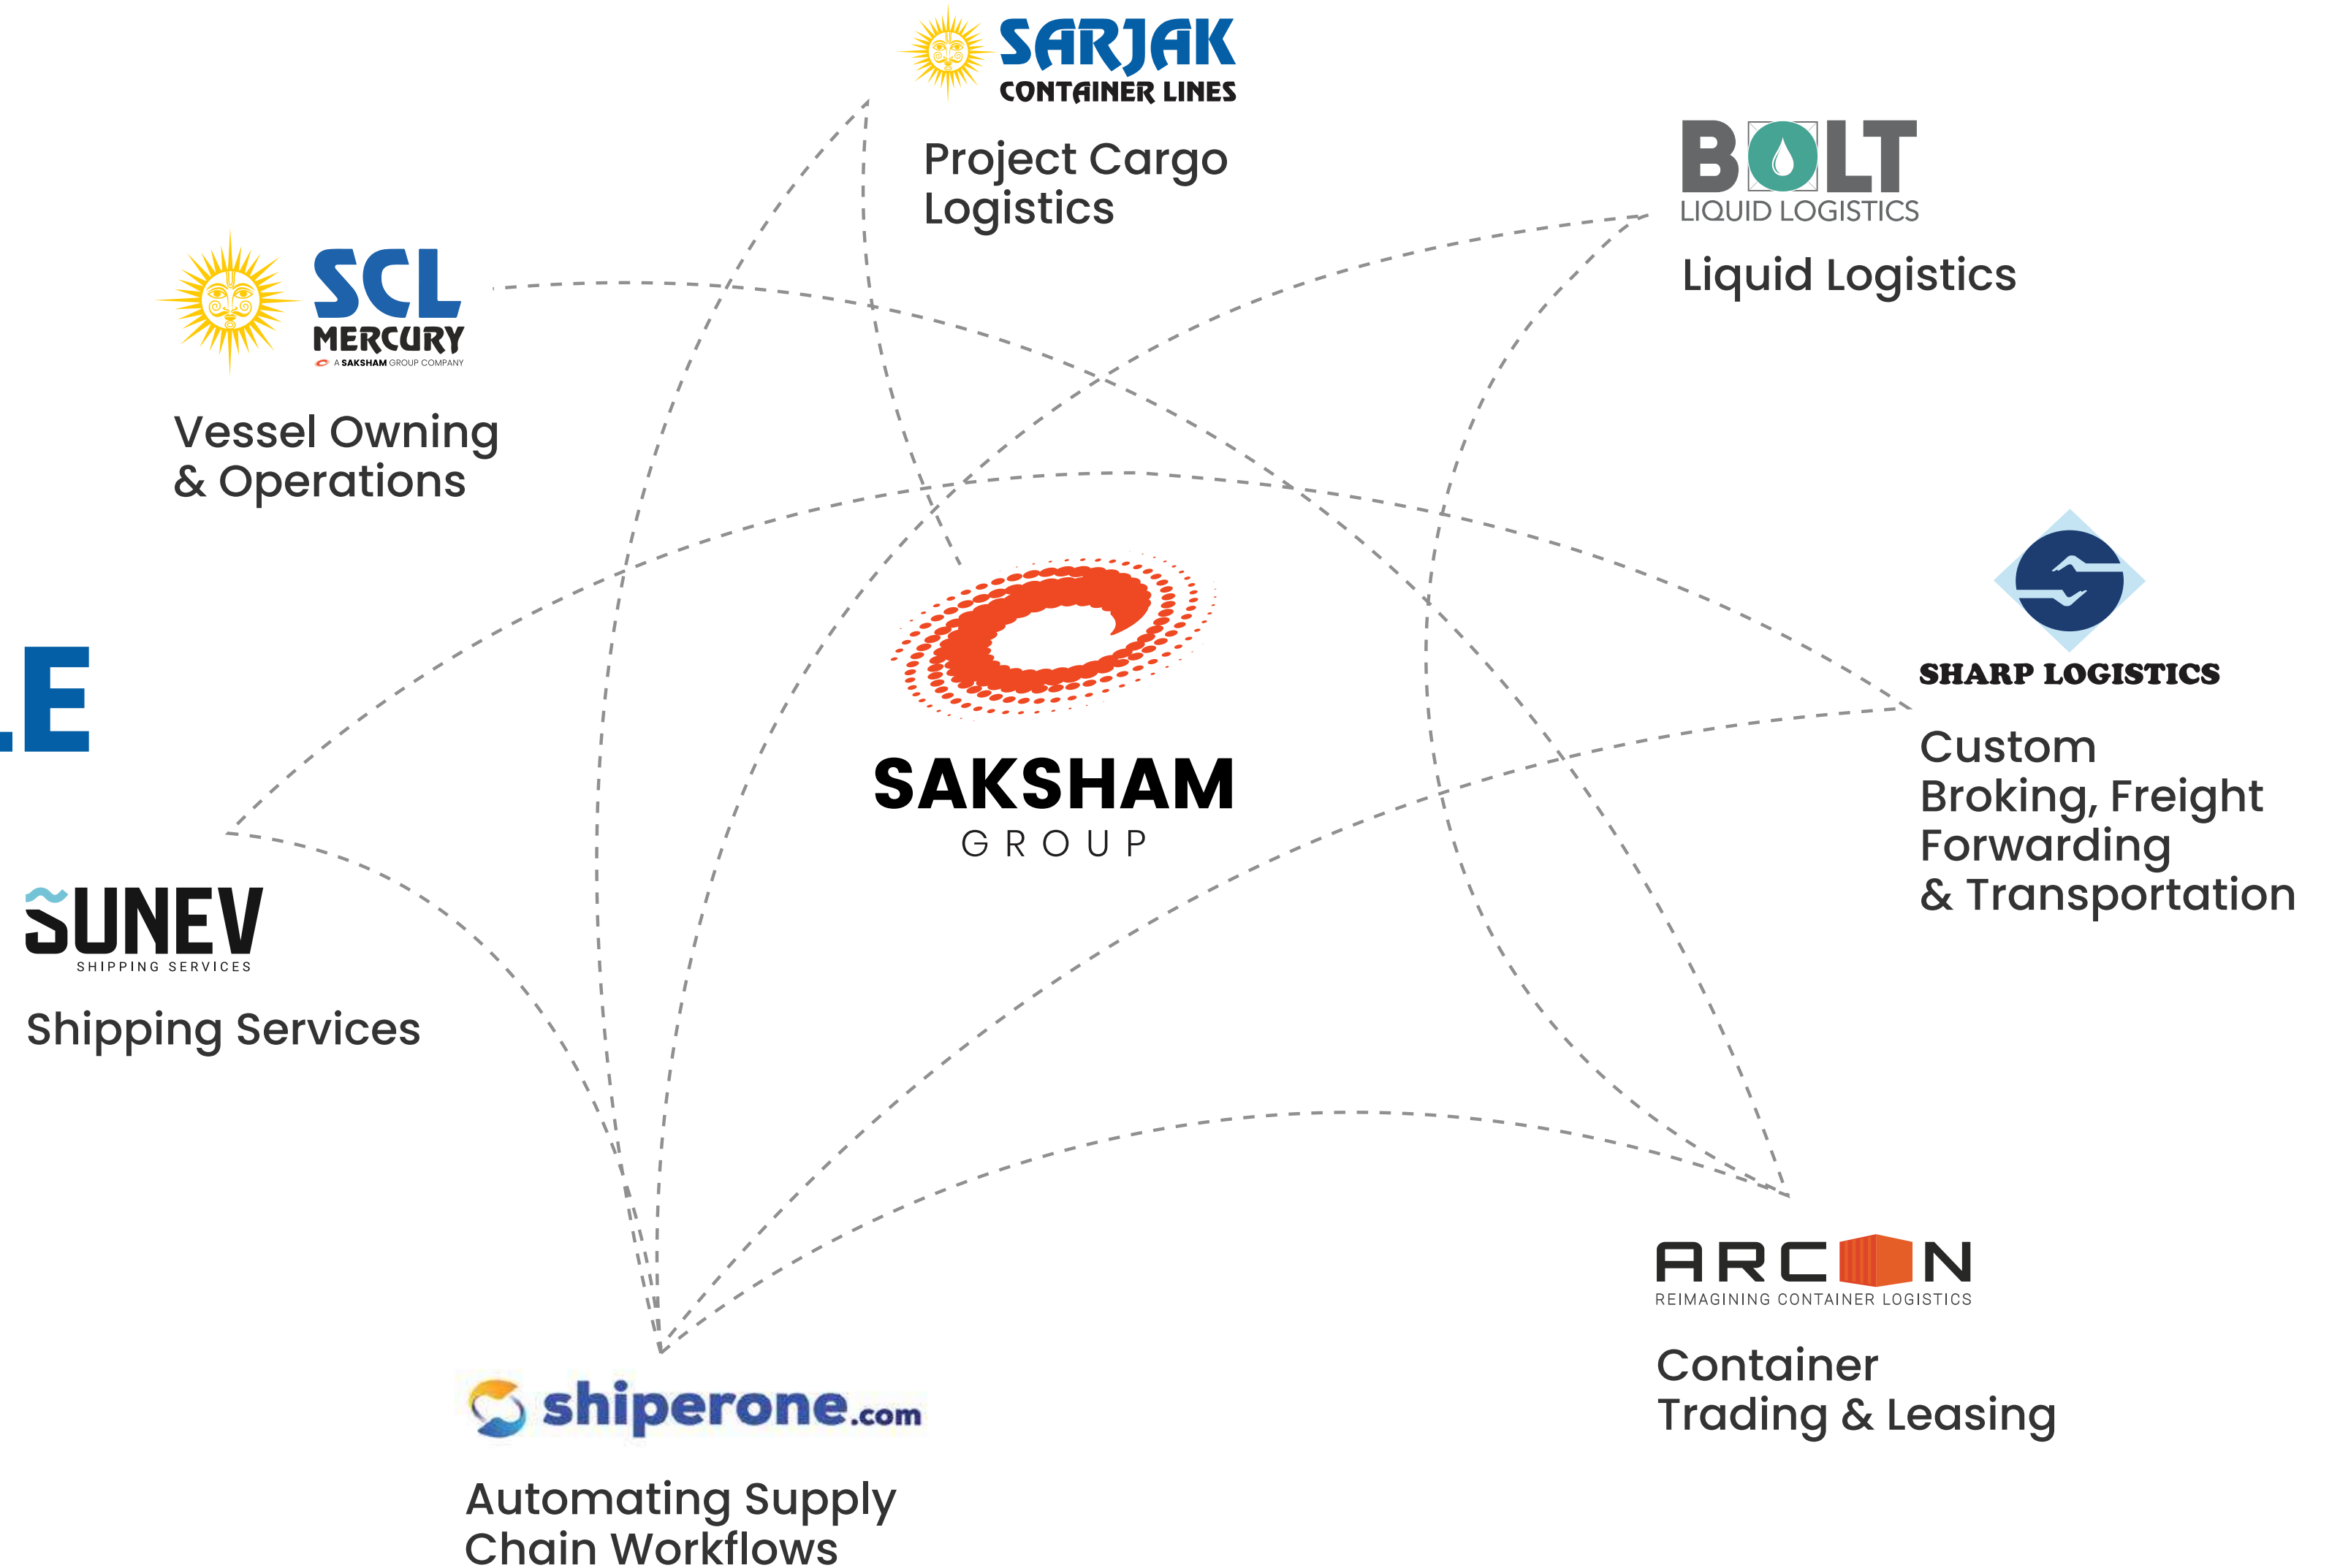 SARJAK
CONTAINER LINES
Project Cargo
Logistics
BOLT
LIQUID LOGISTICS
Liquid Logistics
SCL
MERCURY
A SAKSHAM GROUP COMPANY
Vessel Owning
& Operations
SHARP LOGISTICS
Custom
Broking, Freight
Forwarding
& Transportation
LE
SAKSHAM
GROUP
SUNEV
SHIPPING SERVICES
Shipping Services
ARCON
REIMAGINING CONTAINER LOGISTICS
Container
Trading & Leasing
shiperone.com
Automating Supply
Chain Workflows